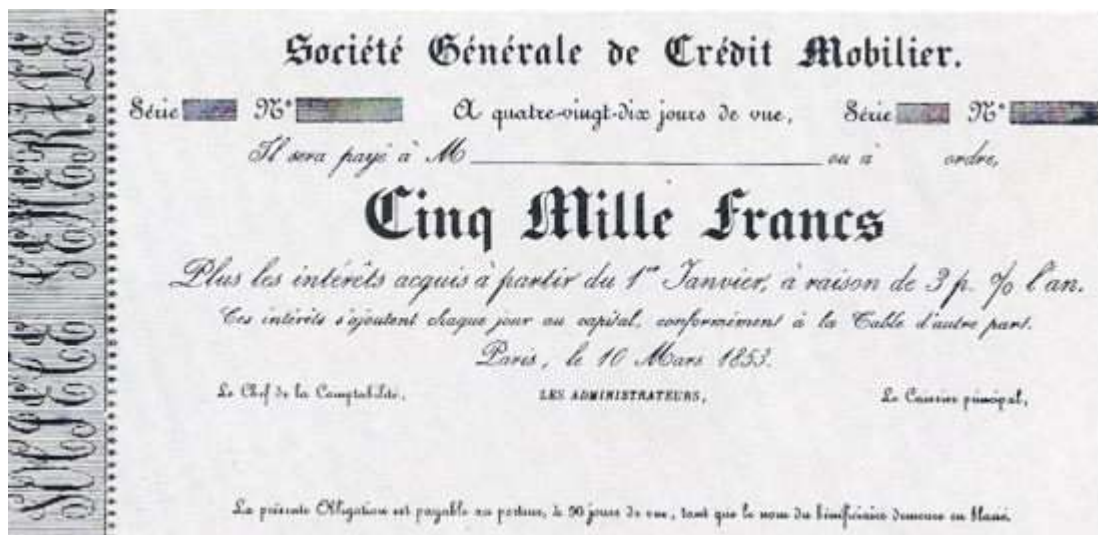 Société Générale de Crédit Mobilier.
Série N° A quatre-vingt-dix jours de vue, Série N°
Il sera payé à M ou à ordre,
Cinq Mille Francs
Plus les intérêts acquis à partir du 1er Janvier, à raison de 3 p. % l'an.
Ces intérêts s'ajoutent chaque jour au capital, conformément à la Table d'autre part.
Paris, le 10 Mars 1853.
Le Chef de la Comptabilité, LES ADMINISTRATEURS, Le Caissier principal,
La présente Obligation est payable au porteur, à 90 jours de vue, tant que le nom du bénéficiaire demeure en blanc.
SOCIÉTÉ GÉNÉRALE